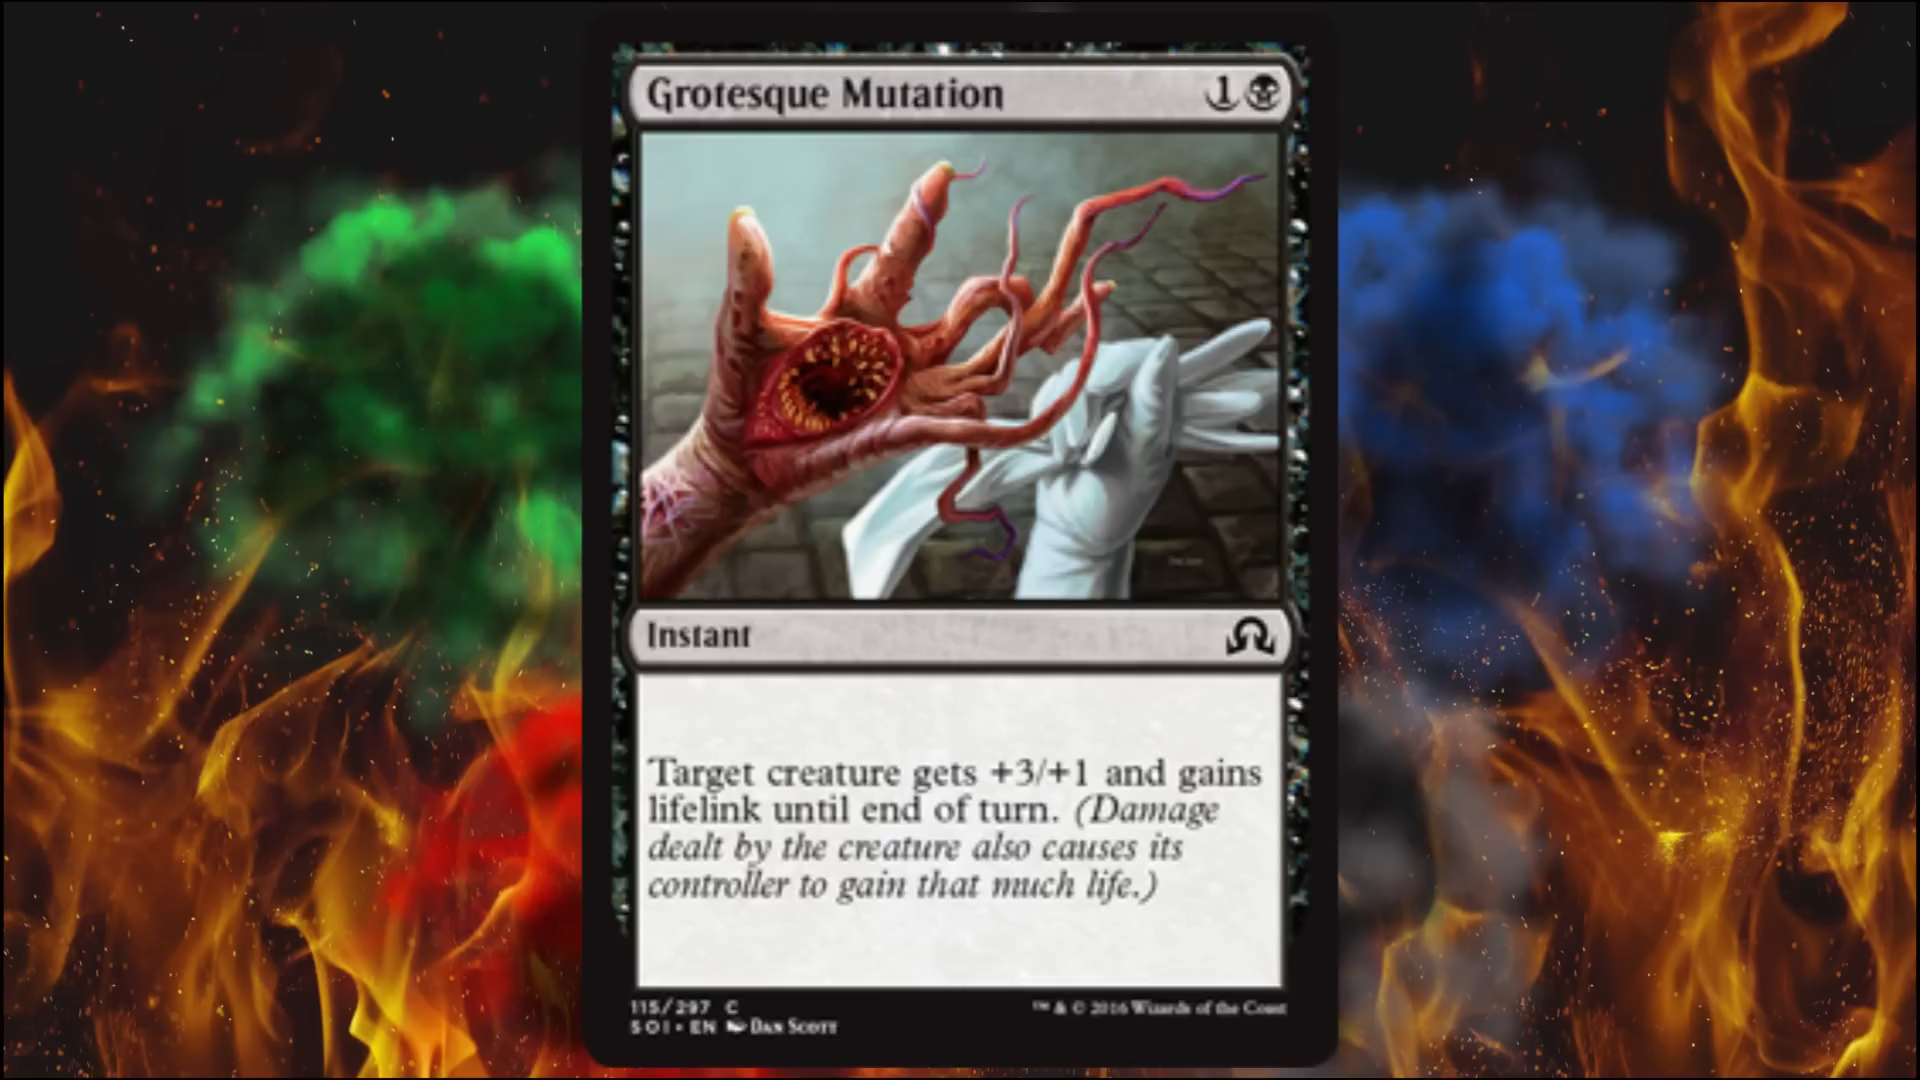 Grotesque Mutation 1
Instant
Target creature gets +3/+1 and gains
lifelink until end of turn. (Damage
dealt by the creature also causes its
controller to gain that much life.)
115/297 C
SOI • EN Dan Scott
™ & © 2016 Wizards of the Coast